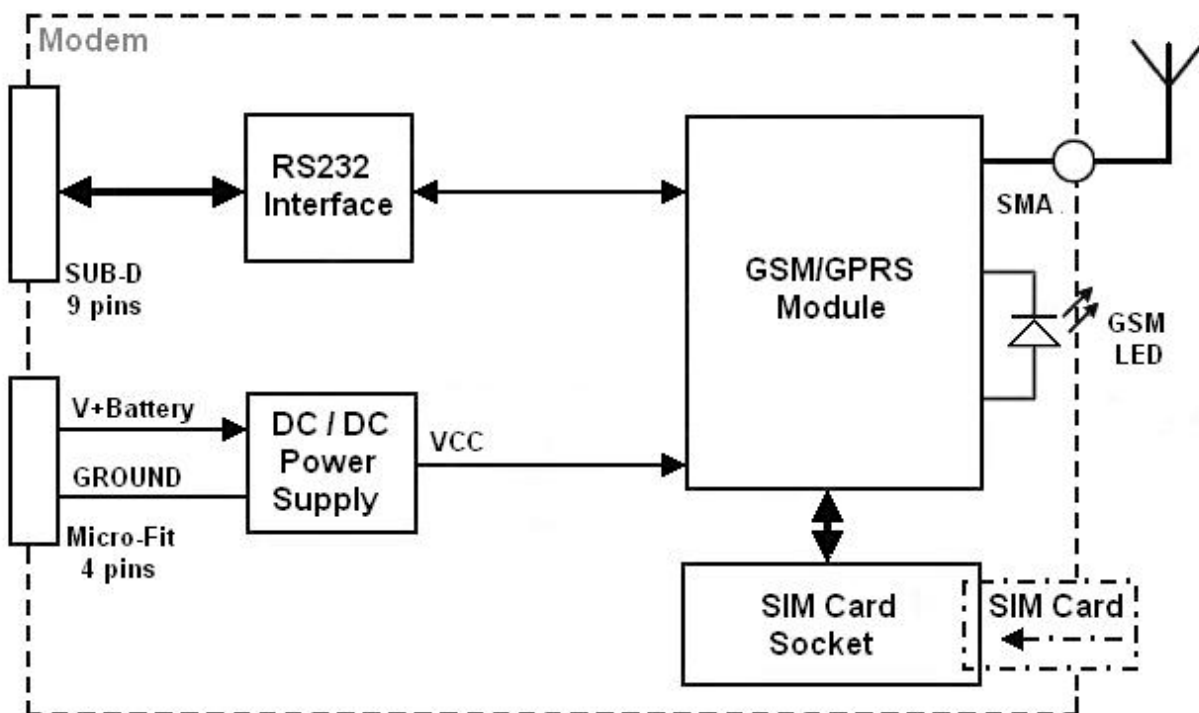 Modem
RS232
Interface
SUB-D
9 pins
GSM/GPRS
Module
SMA
GSM
LED
V+Battery
GROUND
Micro-Fit
4 pins
DC / DC
Power
Supply
VCC
SIM Card
Socket
SIM Card